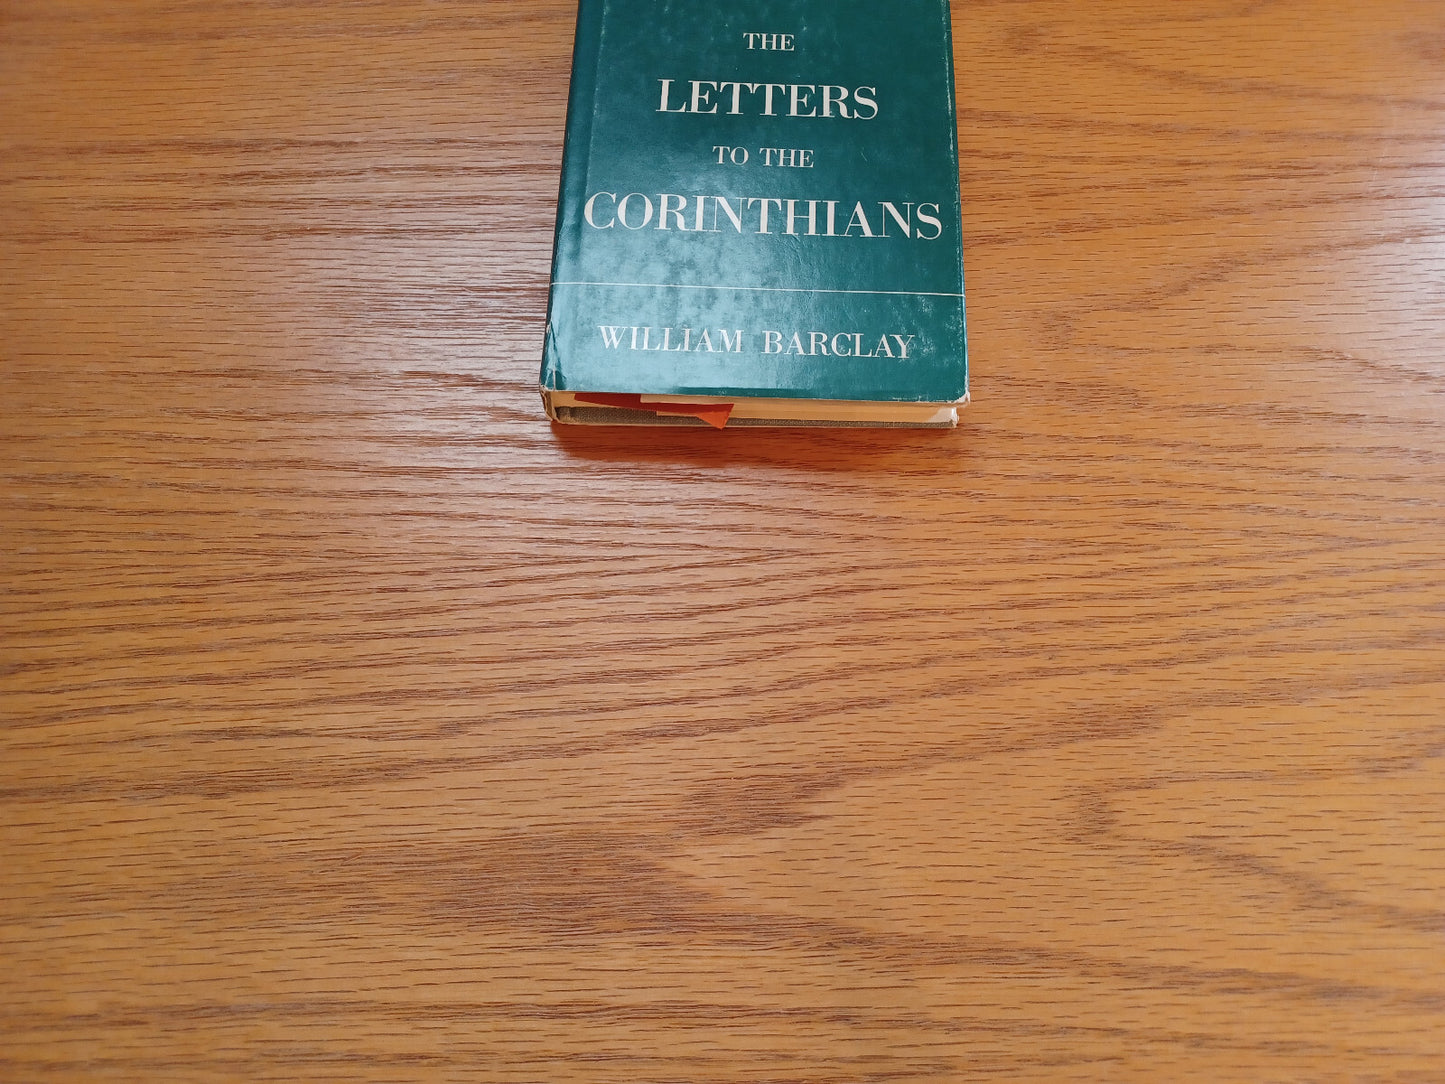 THE
LETTERS
TO THE
CORINTHIANS
WILLIAM BARCLAY